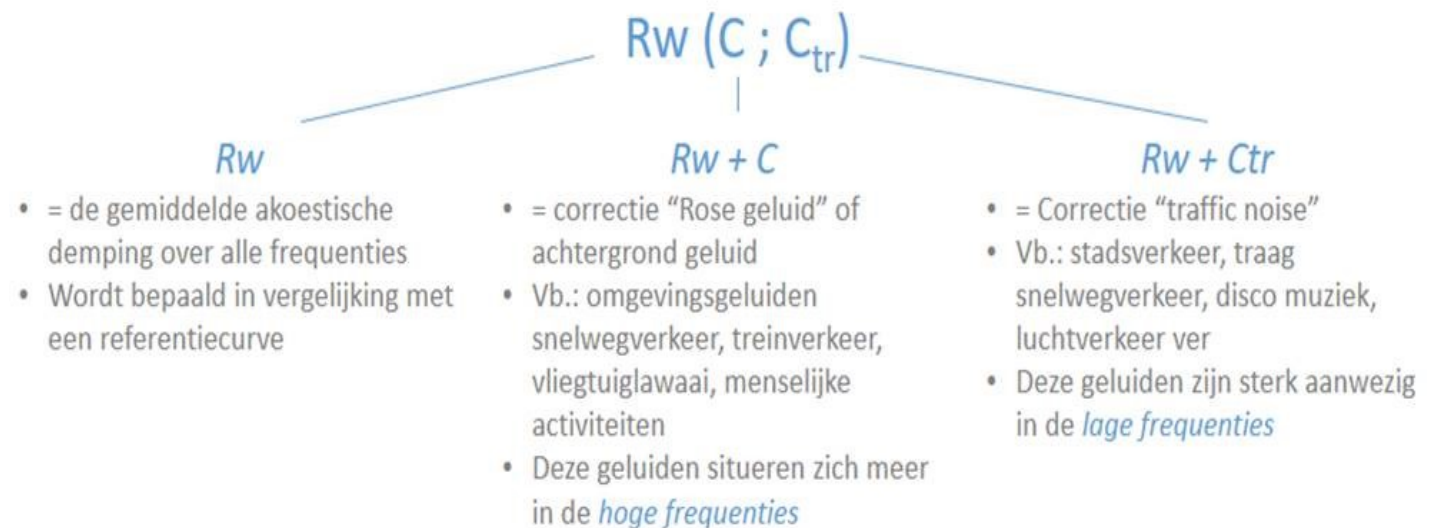 Rw (C ; Ctr)
Rw
• = de gemiddelde akoestische
demping over alle frequenties
• Wordt bepaald in vergelijking met
een referentiecurve
Rw + C
• = correctie “Rose geluid” of
achtergrond geluid
• Vb.: omgevingsgeluiden
snelwegverkeer, treinverkeer,
vliegtuiglawaai, menselijke
activiteiten
• Deze geluiden situeren zich meer
in de hoge frequenties
Rw + Ctr
• = Correctie “traffic noise”
• Vb.: stadsverkeer, traag
snelwegverkeer, disco muziek,
luchtverkeer ver
• Deze geluiden zijn sterk aanwezig
in de lage frequenties